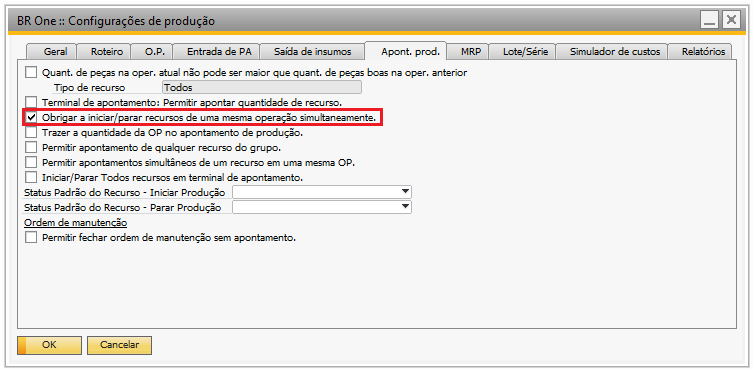 BR One :: Configurações de produção
Geral Roteiro O.P. Entrada de PA Saída de insumos Apont. prod. MRP Lote/Série Simulador de custos Relatórios
Quant. de peças na oper. atual não pode ser maior que quant. de peças boas na oper. anterior
Tipo de recurso Todos
Terminal de apontamento: Permitir apontar quantidade de recurso.
Obrigar a iniciar/parar recursos de uma mesma operação simultaneamente.
Trazer a quantidade da OP no apontamento de produção.
Permitir apontamento de qualquer recurso do grupo.
Permitir apontamentos simultâneos de um recurso em uma mesma OP.
Iniciar/Parar Todos recursos em terminal de apontamento.
Status Padrão do Recurso - Iniciar Produção
Status Padrão do Recurso - Parar Produção
Ordem de manutenção
Permitir fechar ordem de manutenção sem apontamento.
OK Cancelar